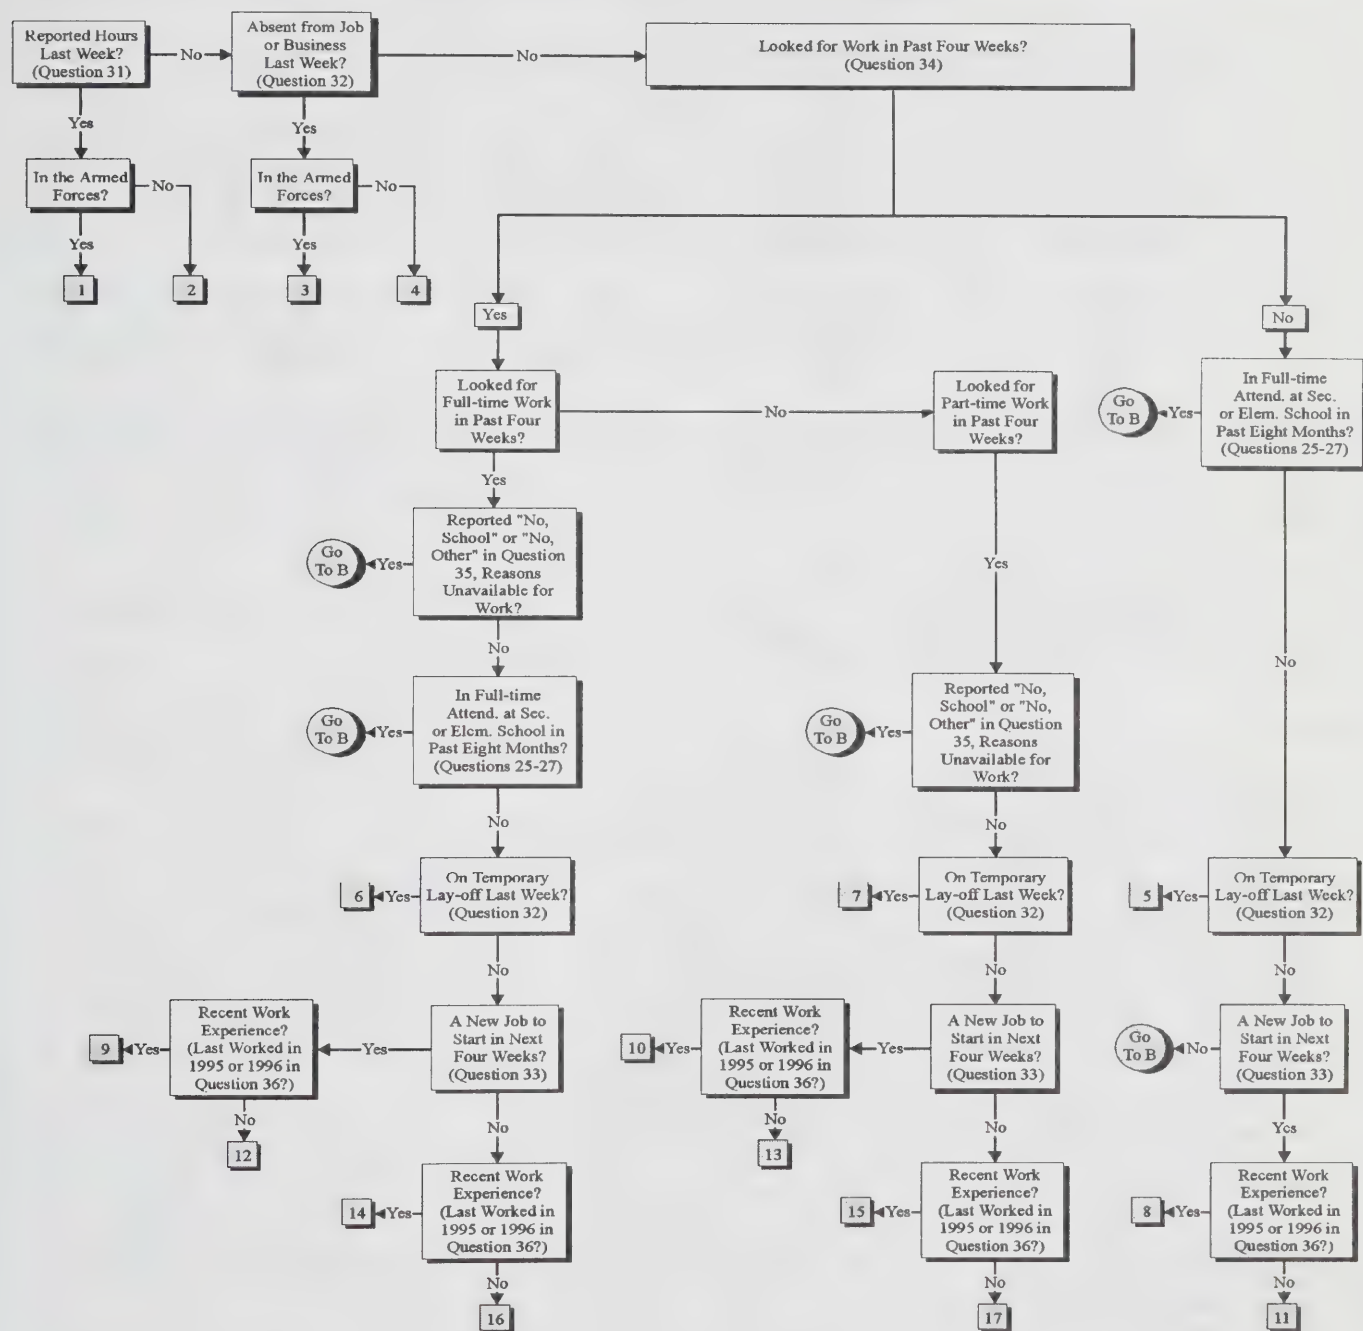 Reported Hours
Last Week?
(Question 31)
No
Absent from Job
or Business
Last Week?
(Question 32)
No
Looked for Work in Past Four Weeks?
(Question 34)
Yes
Yes
In the Armed
Forces?
No
In the Armed
Forces?
No
Yes
Yes
1
2
3
4
Yes
No
Looked for
Full-time Work
in Past Four
Weeks?
No
Looked for
Part-time Work
in Past Four
Weeks?
Go
To B
Yes
In Full-time
Attend. at Sec.
or Elem. School in
Past Eight Months?
(Questions 25-27)
Yes
Go
To B
Yes
Reported "No,
School" or "No,
Other" in Question
35, Reasons
Unavailable for
Work?
Yes
No
No
Go
To B
Yes
In Full-time
Attend. at Sec.
or Elem. School in
Past Eight Months?
(Questions 25-27)
Go
To B
Yes
Reported "No,
School" or "No,
Other" in Question
35, Reasons
Unavailable for
Work?
No
No
6
Yes
On Temporary
Lay-off Last Week?
(Question 32)
7
Yes
On Temporary
Lay-off Last Week?
(Question 32)
5
Yes
On Temporary
Lay-off Last Week?
(Question 32)
No
No
No
9
Yes
Recent Work
Experience?
(Last Worked in
1995 or 1996 in
Question 36?)
Yes
A New Job to
Start in Next
Four Weeks?
(Question 33)
10
Yes
Recent Work
Experience?
(Last Worked in
1995 or 1996 in
Question 36?)
Yes
A New Job to
Start in Next
Four Weeks?
(Question 33)
Go
To B
No
A New Job to
Start in Next
Four Weeks?
(Question 33)
No
12
No
No
13
No
Yes
14
Yes
Recent Work
Experience?
(Last Worked in
1995 or 1996 in
Question 36?)
15
Yes
Recent Work
Experience?
(Last Worked in
1995 or 1996 in
Question 36?)
8
Yes
Recent Work
Experience?
(Last Worked in
1995 or 1996 in
Question 36?)
No
No
No
16
17
11